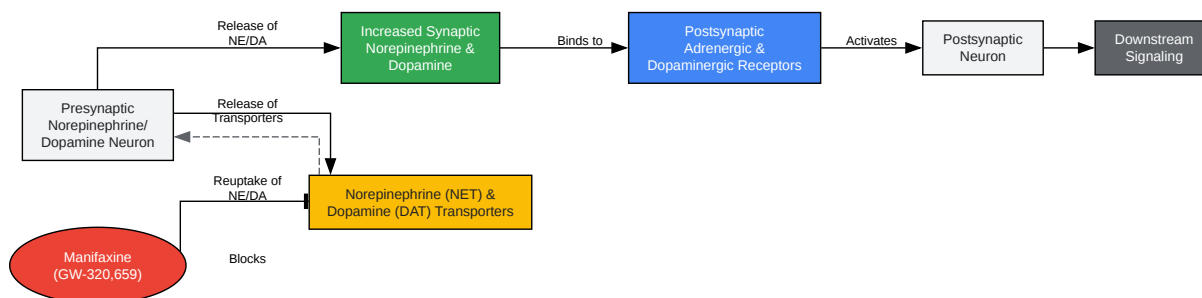 Release of
NE/DA
Increased Synaptic
Norepinephrine &
Dopamine
Binds to
Postsynaptic
Adrenergic &
Dopaminergic Receptors
Activates
Postsynaptic
Neuron
Downstream
Signaling
Presynaptic
Norepinephrine/
Dopamine Neuron
Release of
Transporters
Reuptake of
NE/DA
Norepinephrine (NET) &
Dopamine (DAT) Transporters
Manifaxine
(GW-320,659)
Blocks